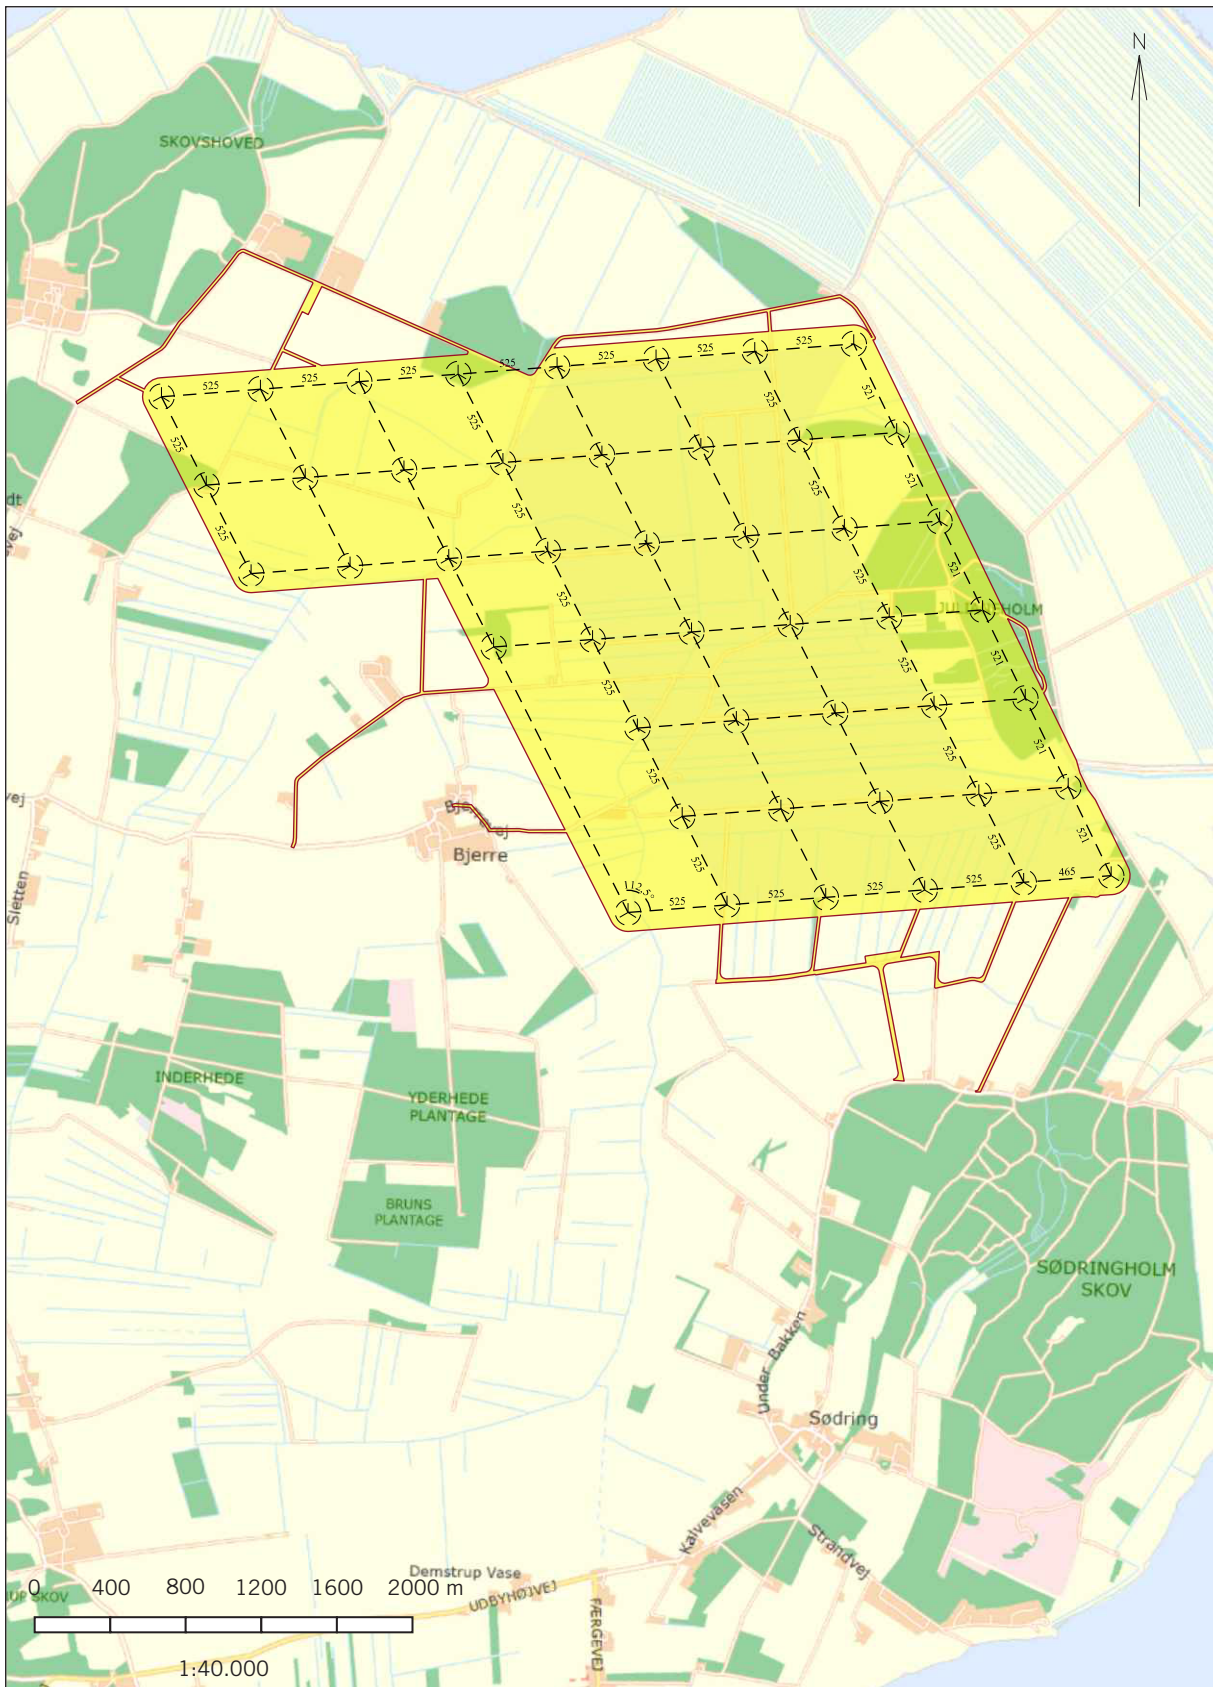 N
SKOVSHOVED
525
525
525
525
525
525
525
525
525
525
521
525
525
521
dt
525
525
521
525
JULIANEHOLM
525
525
521
525
525
521
525
525
521
Bjerrevej
Bjerre
Sletten
112,5°
525
525
525
525
465
INDERHEDE
YDERHEDE
PLANTAGE
BRUNS
PLANTAGE
SØDRINGHOLM
SKOV
Under Bakken
Sødring
Kalvevasen
Strandvej
Demstrup Vase
UDBYHØJVEJ
FÆRGEVEJ
0 400 800 1200 1600 2000 m
SKOV
1:40.000